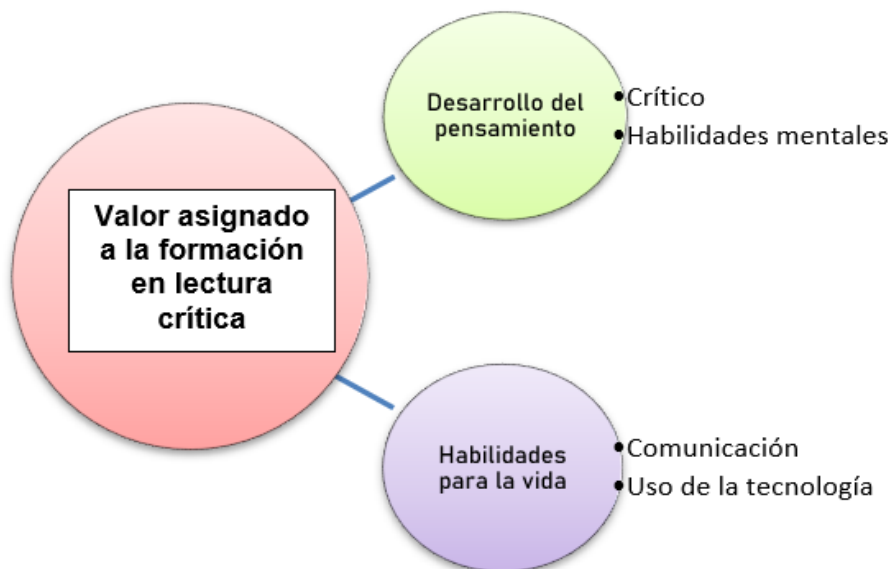 Valor asignado
a la formación
en lectura
crítica
Desarrollo del
pensamiento
•Crítico
•Habilidades mentales
Habilidades
para la vida
•Comunicación
•Uso de la tecnología